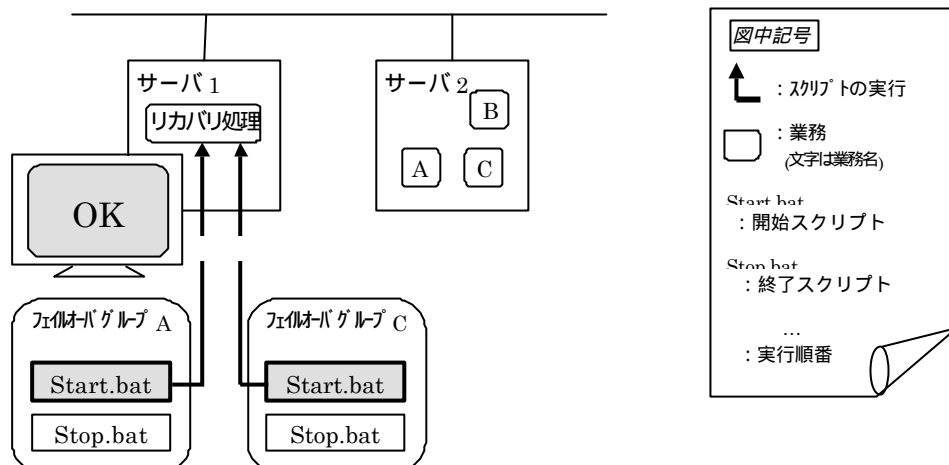 サーバ 1
リカバリ処理
サーバ 2
B
A
C
OK
フェイルオーバグループ A
Start.bat
Stop.bat
フェイルオーバグループ C
Start.bat
Stop.bat
図中記号
：スクリプトの実行
：業務
(文字は業務名)
Start.bat
：開始スクリプト
Stop.bat
：終了スクリプト
…
：実行順番